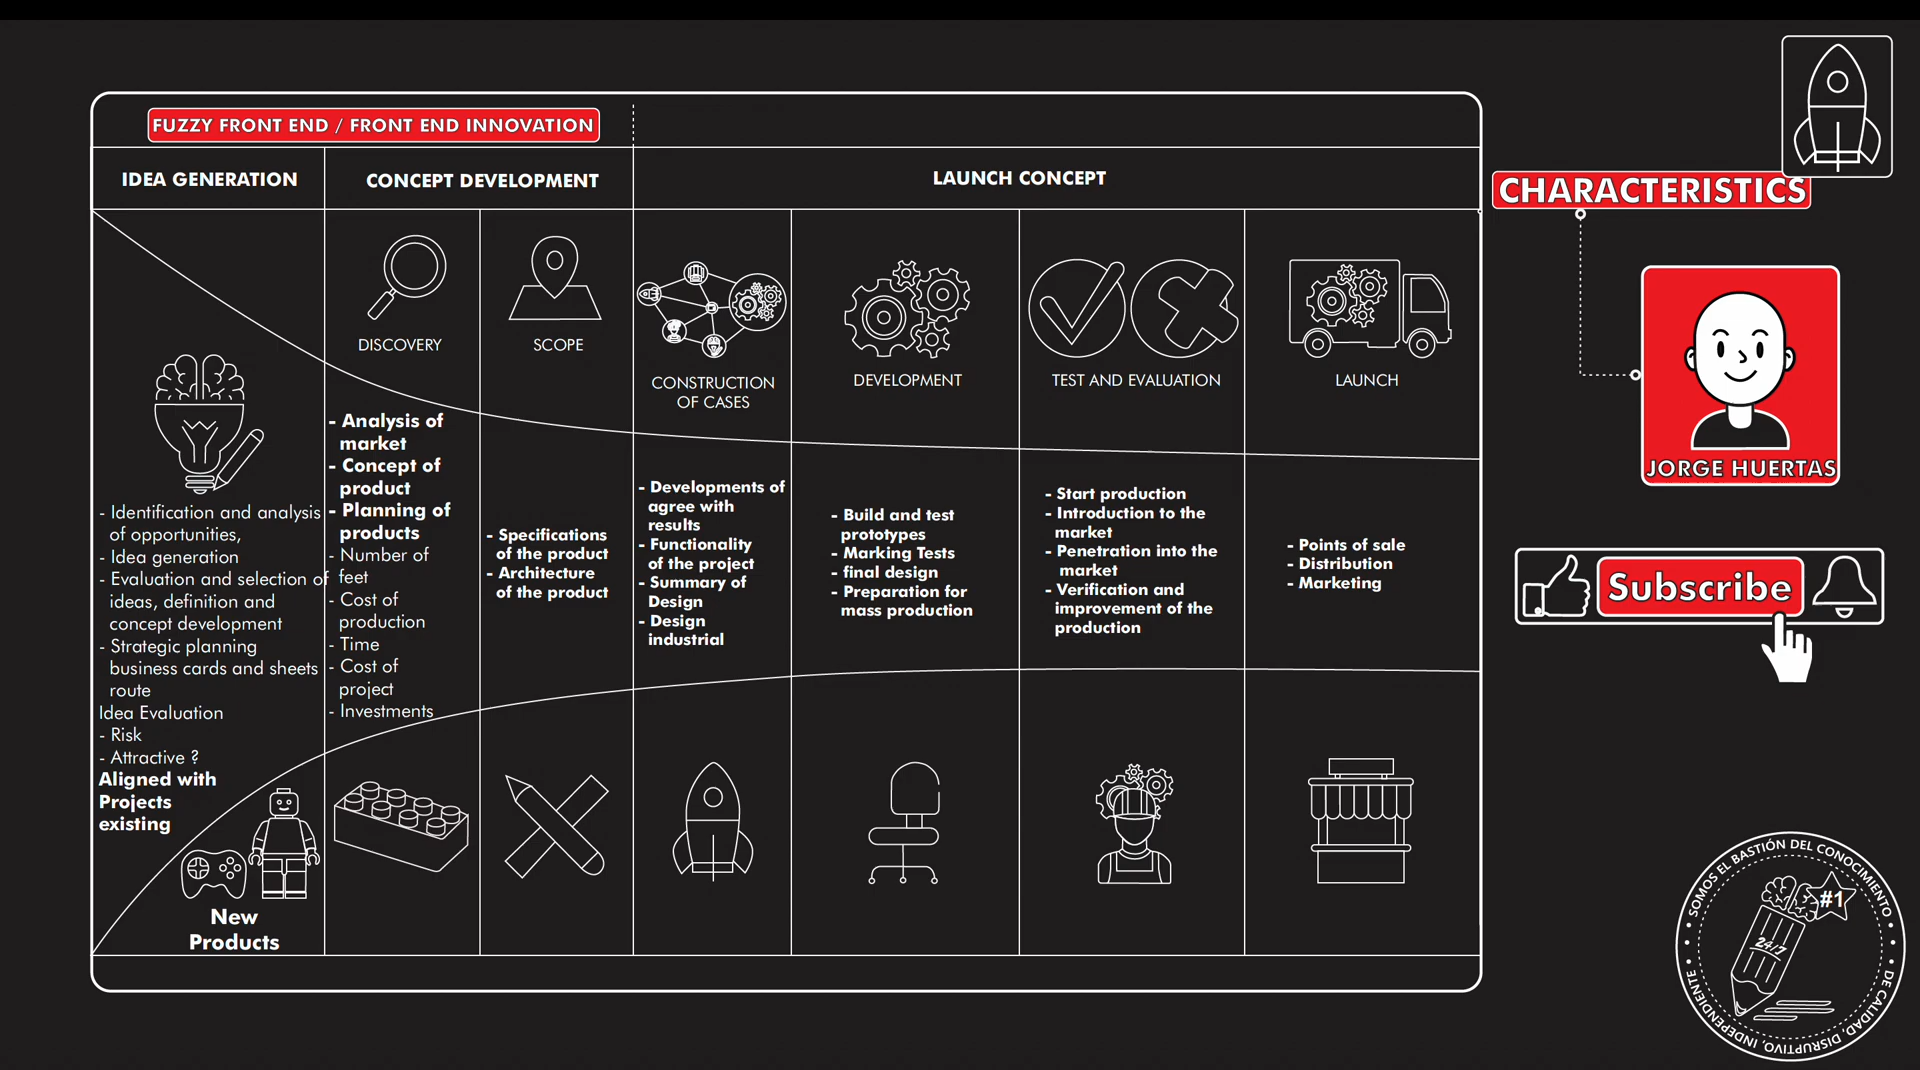 FUZZY FRONT END / FRONT END INNOVATION
IDEA GENERATION
CONCEPT DEVELOPMENT
LAUNCH CONCEPT
CHARACTERISTICS
DISCOVERY
SCOPE
CONSTRUCTION
OF CASES
DEVELOPMENT
TEST AND EVALUATION
LAUNCH
- Identification and analysis
of opportunities,
- Idea generation
- Evaluation and selection of
ideas, definition and
concept development
- Strategic planning
business cards and sheets
route
Idea Evaluation
- Risk
- Attractive ?
Aligned with
Projects
existing
New
Products
- Analysis of
market
- Concept of
product
- Planning of
products
- Number of
feet
- Cost of
production
- Time
- Cost of
project
- Investments
- Specifications
of the product
- Architecture
of the product
- Developments of
agree with
results
- Functionality
of the project
- Summary of
Design
- Design
industrial
- Build and test
prototypes
- Marking Tests
- final design
- Preparation for
mass production
- Start production
- Introduction to the
market
- Penetration into the
market
- Verification and
improvement of the
production
- Points of sale
- Distribution
- Marketing
JORGE HUERTAS
Subscribe
• SOMOS EL BASTIÓN DEL CONOCIMIENTO •
• DE CALIDAD, DISRUPTIVO, INDEPENDIENTE •
#1
24/7